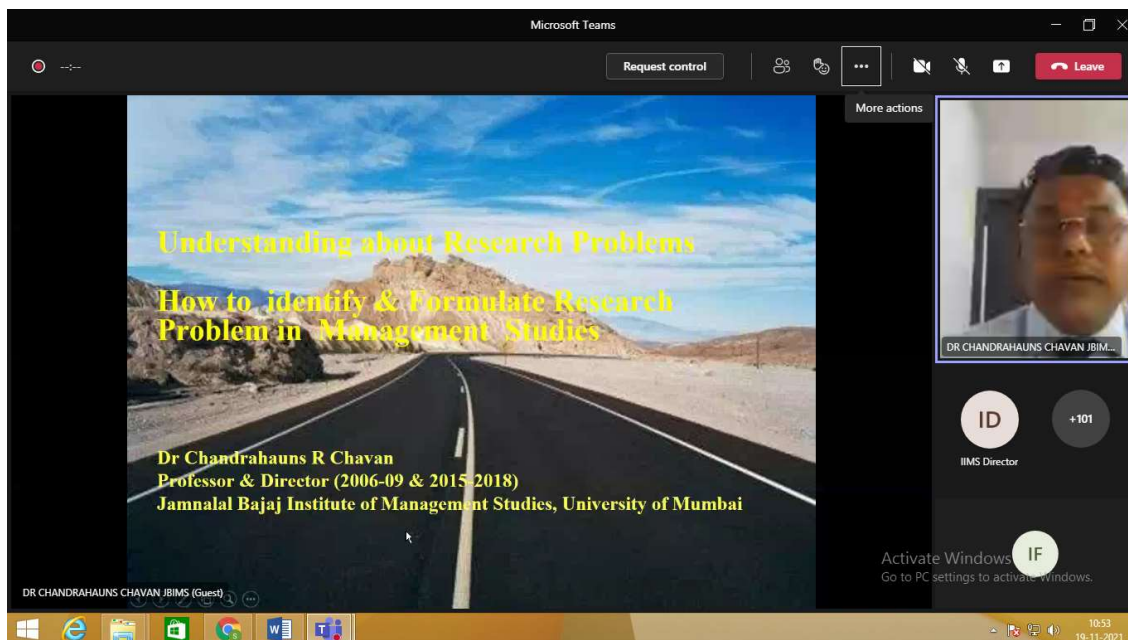 Microsoft Teams
--:--
Request control
Leave
More actions
Understanding about Research Problems
How to identify & Formulate Research
Problem in Management Studies
Dr Chandrahauns R Chavan
Professor & Director (2006-09 & 2015-2018)
Jamnalal Bajaj Institute of Management Studies, University of Mumbai
DR CHANDRAHAUNS CHAVAN JBIMS (Guest)
DR CHANDRAHAUNS CHAVAN JBIM...
ID
+101
IIMS Director
IF
Activate Windows
Go to PC settings to activate Windows.
10:53
19-11-2021